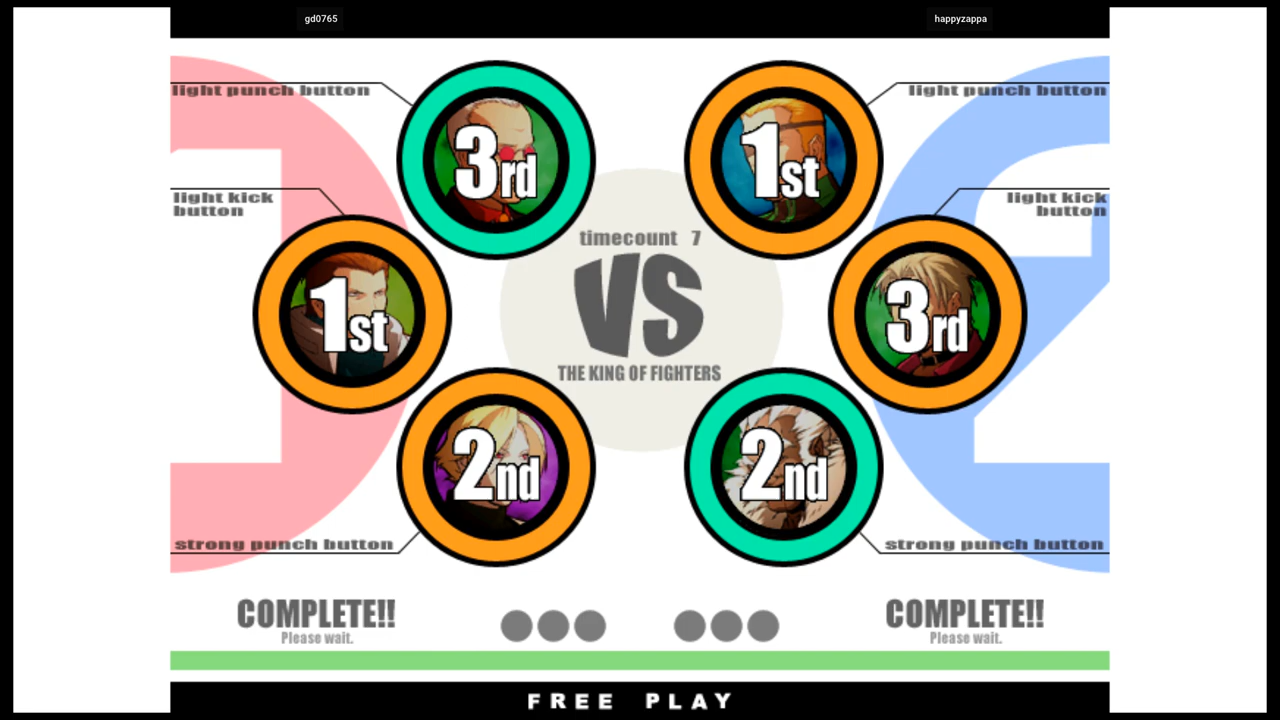 gd0765
happyzappa
light punch button
light punch button
light kick
button
light kick
button
3rd
1st
timecount 7
VS
THE KING OF FIGHTERS
1st
3rd
2nd
2nd
strong punch button
strong punch button
COMPLETE!!
Please wait.
COMPLETE!!
Please wait.
FREE PLAY